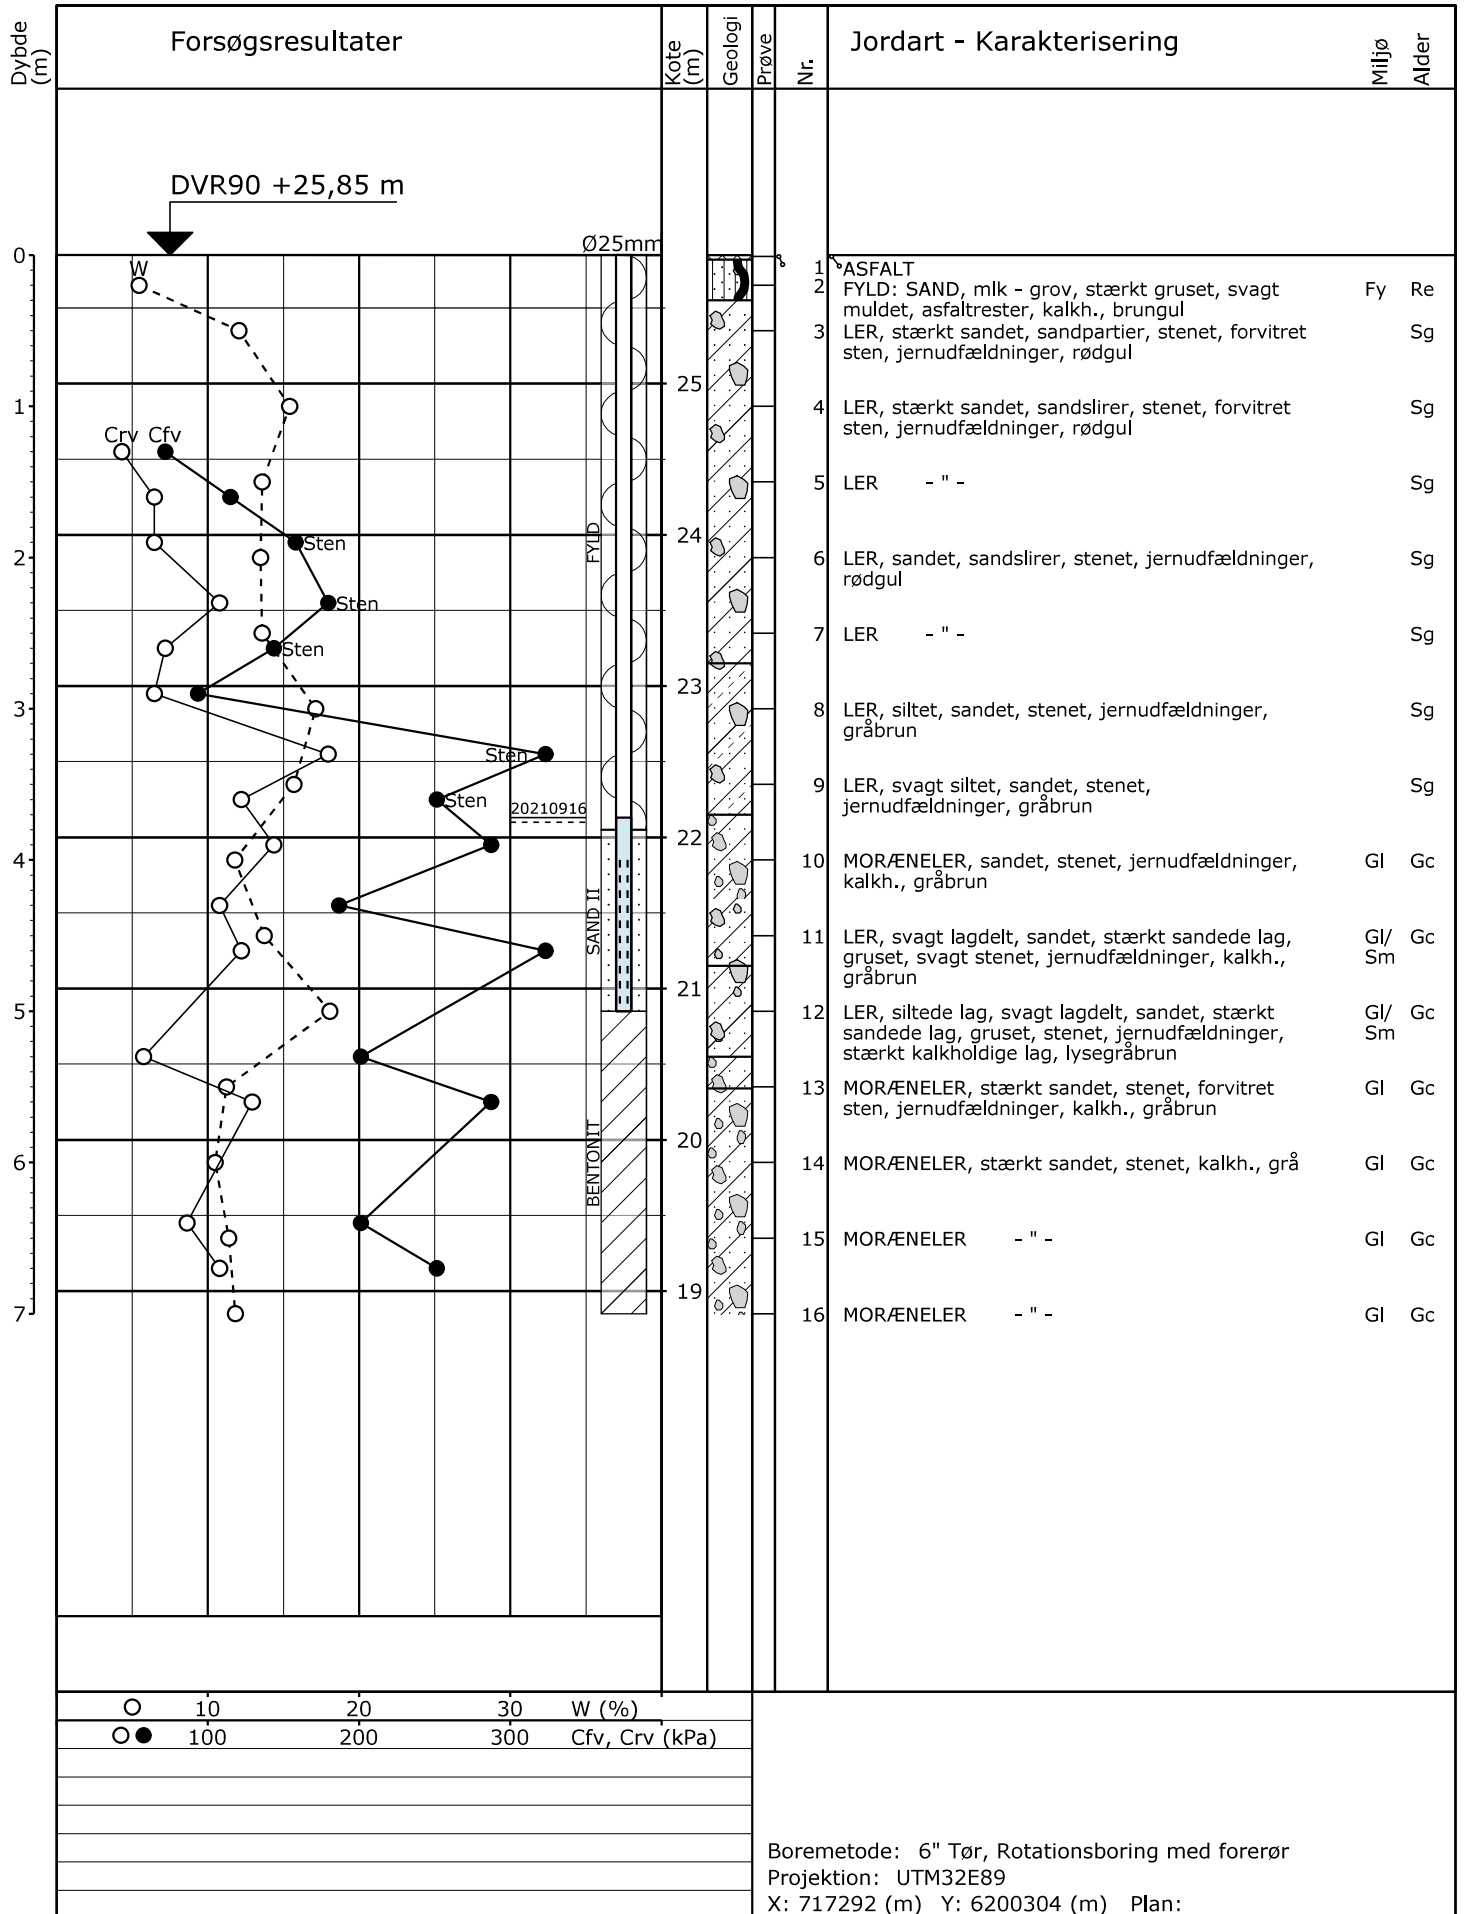 Dybde
(m)
Forsøgsresultater
Kote
(m)
Geologi
Prøve
Nr.
Jordart - Karakterisering
Miljø
Alder
DVR90 +25,85 m
Ø25mm
0
W
1 ASFALT
2 FYLD: SAND, mlk - grov, stærkt gruset, svagt Fy Re
muldet, asfaltrester, kalkh., brungul
3 LER, stærkt sandet, sandpartier, stenet, forvitret Sg
sten, jernudfældninger, rødgul
25
1
4 LER, stærkt sandet, sandslirer, stenet, forvitret Sg
sten, jernudfældninger, rødgul
Crv Cfv
5 LER - " - Sg
24
Sten
FYLD
2
6 LER, sandet, sandslirer, stenet, jernudfældninger, Sg
rødgul
Sten
7 LER - " - Sg
Sten
23
3
8 LER, siltet, sandet, stenet, jernudfældninger, Sg
gråbrun
Sten
9 LER, svagt siltet, sandet, stenet, Sg
jernudfældninger, gråbrun
Sten
20210916
22
4
10 MORÆNELER, sandet, stenet, jernudfældninger, Gl Gc
kalkh., gråbrun
SAND II
11 LER, svagt lagdelt, sandet, stærkt sandede lag, Gl/ Gc
gruset, svagt stenet, jernudfældninger, kalkh., Sm
gråbrun
21
5
12 LER, siltede lag, svagt lagdelt, sandet, stærkt Gl/ Gc
sandede lag, gruset, stenet, jernudfældninger, Sm
stærkt kalkholdige lag, lysegråbrun
13 MORÆNELER, stærkt sandet, stenet, forvitret Gl Gc
sten, jernudfældninger, kalkh., gråbrun
20
BENTONIT
6
14 MORÆNELER, stærkt sandet, stenet, kalkh., grå Gl Gc
15 MORÆNELER - " - Gl Gc
19
7
16 MORÆNELER - " - Gl Gc
10 20 30 W (%)
100 200 300 Cfv, Crv (kPa)
Boremetode: 6" Tør, Rotationsboring med forerør
Projektion: UTM32E89
X: 717292 (m) Y: 6200304 (m) Plan: